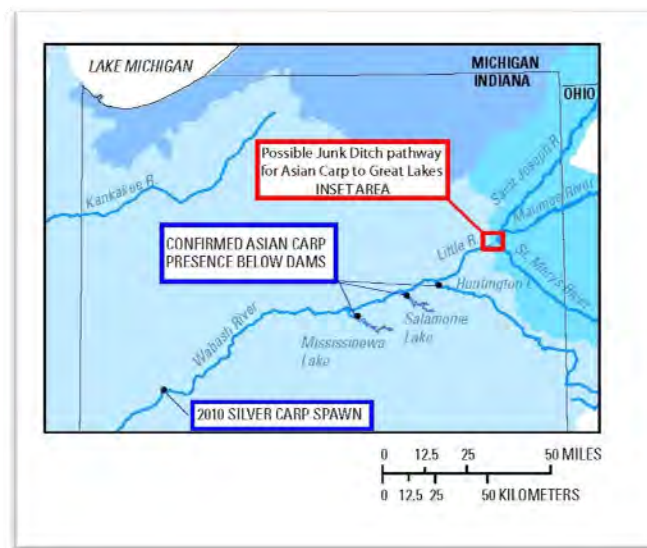 LAKE MICHIGAN
MICHIGAN
INDIANA
OHIO
Possible Junk Ditch pathway
for Asian Carp to Great Lakes
INSET AREA
Saint Joseph R.
Maumee River
Kankakee R.
CONFIRMED ASIAN CARP
PRESENCE BELOW DAMS
Little R.
St. Mary's River
Huntington
Salamonie
Lake
Mississinewa
Lake
Wabash River
2010 SILVER CARP SPAWN
0 12.5 25 50 MILES
0 12.5 25 50 KILOMETERS